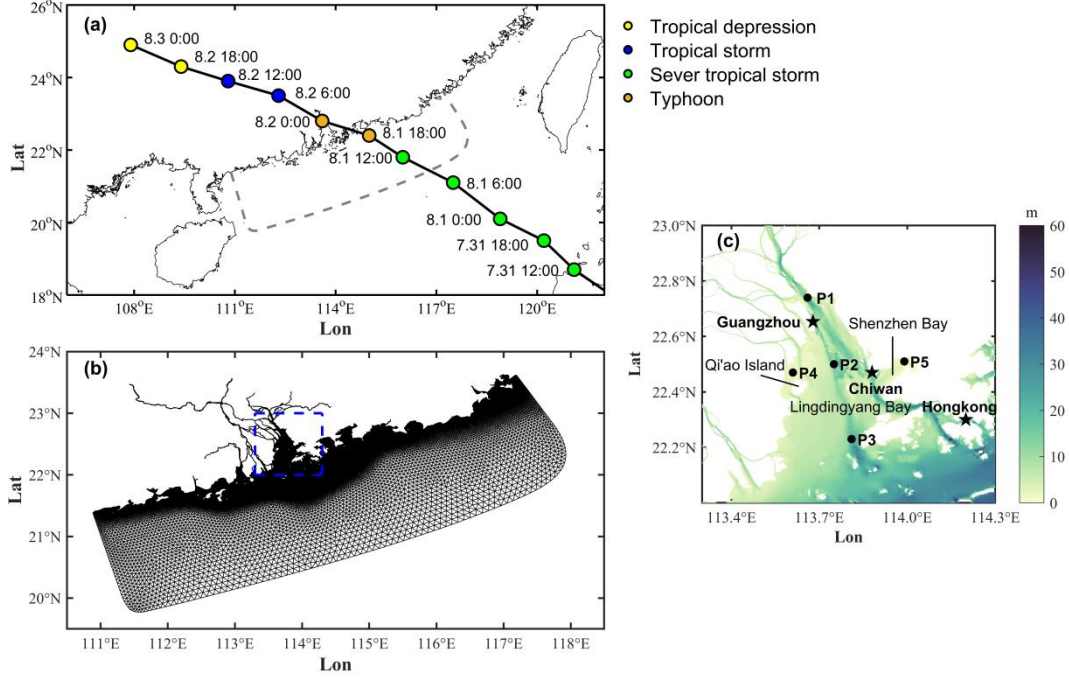 26°N
24°N
22°N
20°N
18°N
Lat
(a)
8.3 0:00
8.2 18:00
8.2 12:00
8.2 6:00
8.2 0:00
8.1 18:00
8.1 12:00
8.1 6:00
8.1 0:00
7.31 18:00
7.31 12:00
108°E 111°E 114°E 117°E 120°E
Lon
Tropical depression
Tropical storm
Sever tropical storm
Typhoon
24°N
23°N
22°N
21°N
20°N
Lat
(b)
111°E 112°E 113°E 114°E 115°E 116°E 117°E 118°E
Lon
23.0°N
22.8°N
22.6°N
22.4°N
22.2°N
Lat
(c)
P1
Guangzhou
Shenzhen Bay
Qi'ao Island
P2
P5
P4
Chiwan
Lingdingyang Bay
Hongkong
P3
113.4°E 113.7°E 114.0°E 114.3°E
Lon
m
60
50
40
30
20
10
0